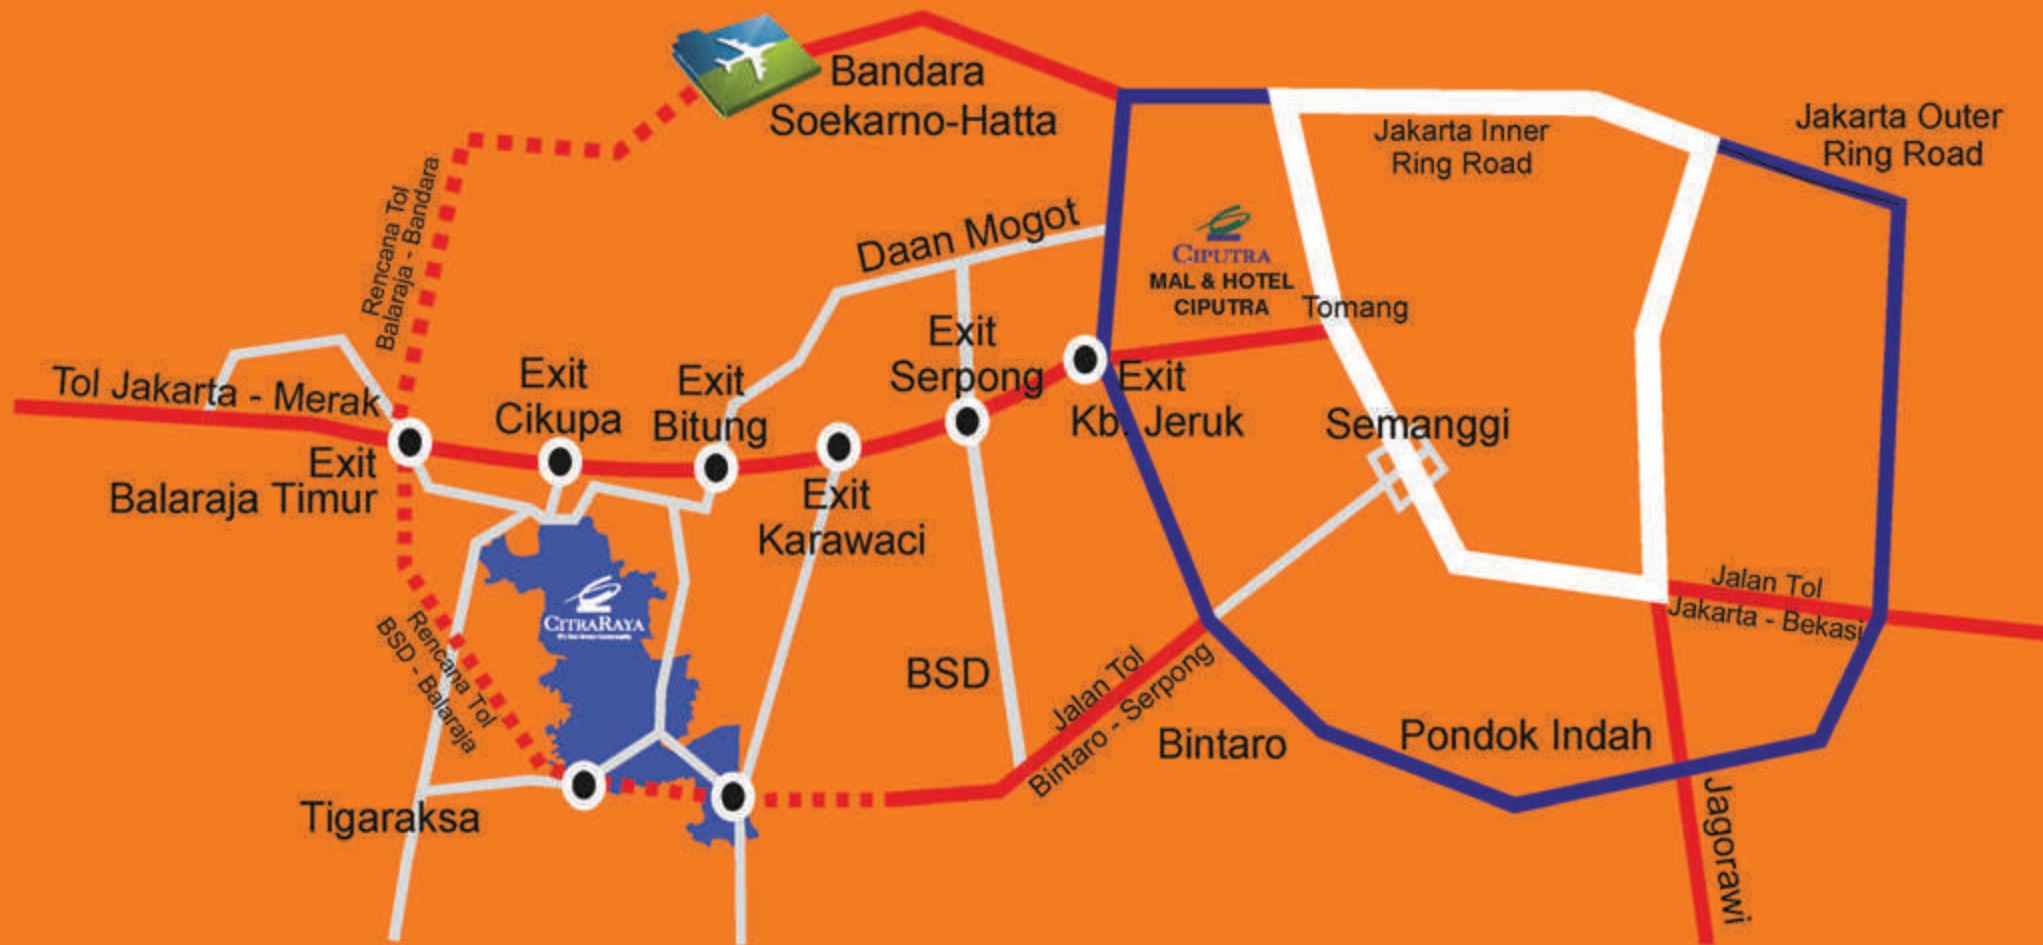 Bandara
Soekarno-Hatta
Jakarta Inner
Ring Road
Jakarta Outer
Ring Road
Rencana Tol
Balaraja - Bandara
Daan Mogot
CIPUTRA
MAL & HOTEL
CIPUTRA
Tomang
Tol Jakarta - Merak
Exit
Cikupa
Exit
Bitung
Exit
Serpong
Exit
Kb. Jeruk
Semanggi
Exit
Balaraja Timur
Exit
Karawaci
CITRARAYA
Rencana Tol
BSD - Balaraja
BSD
Jalan Tol
Bintaro - Serpong
Bintaro
Pondok Indah
Jalan Tol
Jakarta - Bekasi
Jagorawi
Tigaraksa